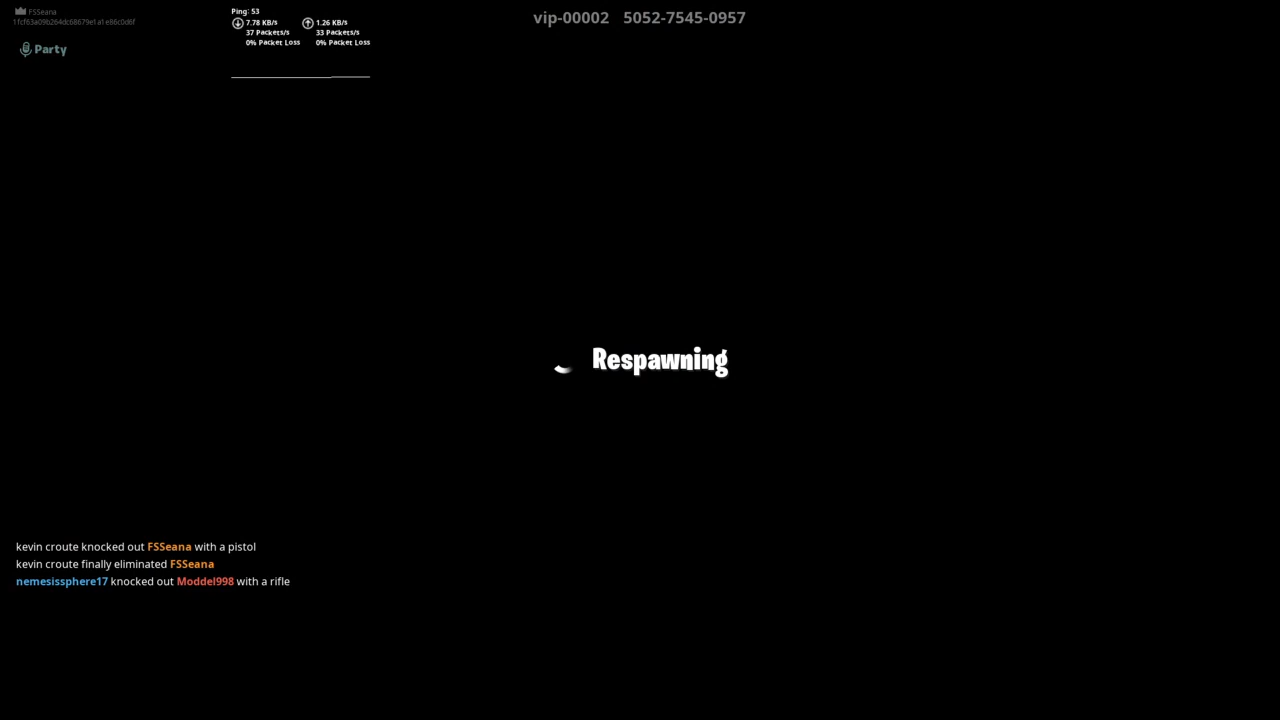 FSSeana
Ping: 53
7.78 KB/s 1.26 KB/s
37 Packets/s 33 Packets/s
0% Packet Loss 0% Packet Loss
vip-00002 5052-7545-0957
Party
Respawning
kevin croute knocked out FSSeana with a pistol
kevin croute finally eliminated FSSeana
nemesissphere17 knocked out Moddel998 with a rifle